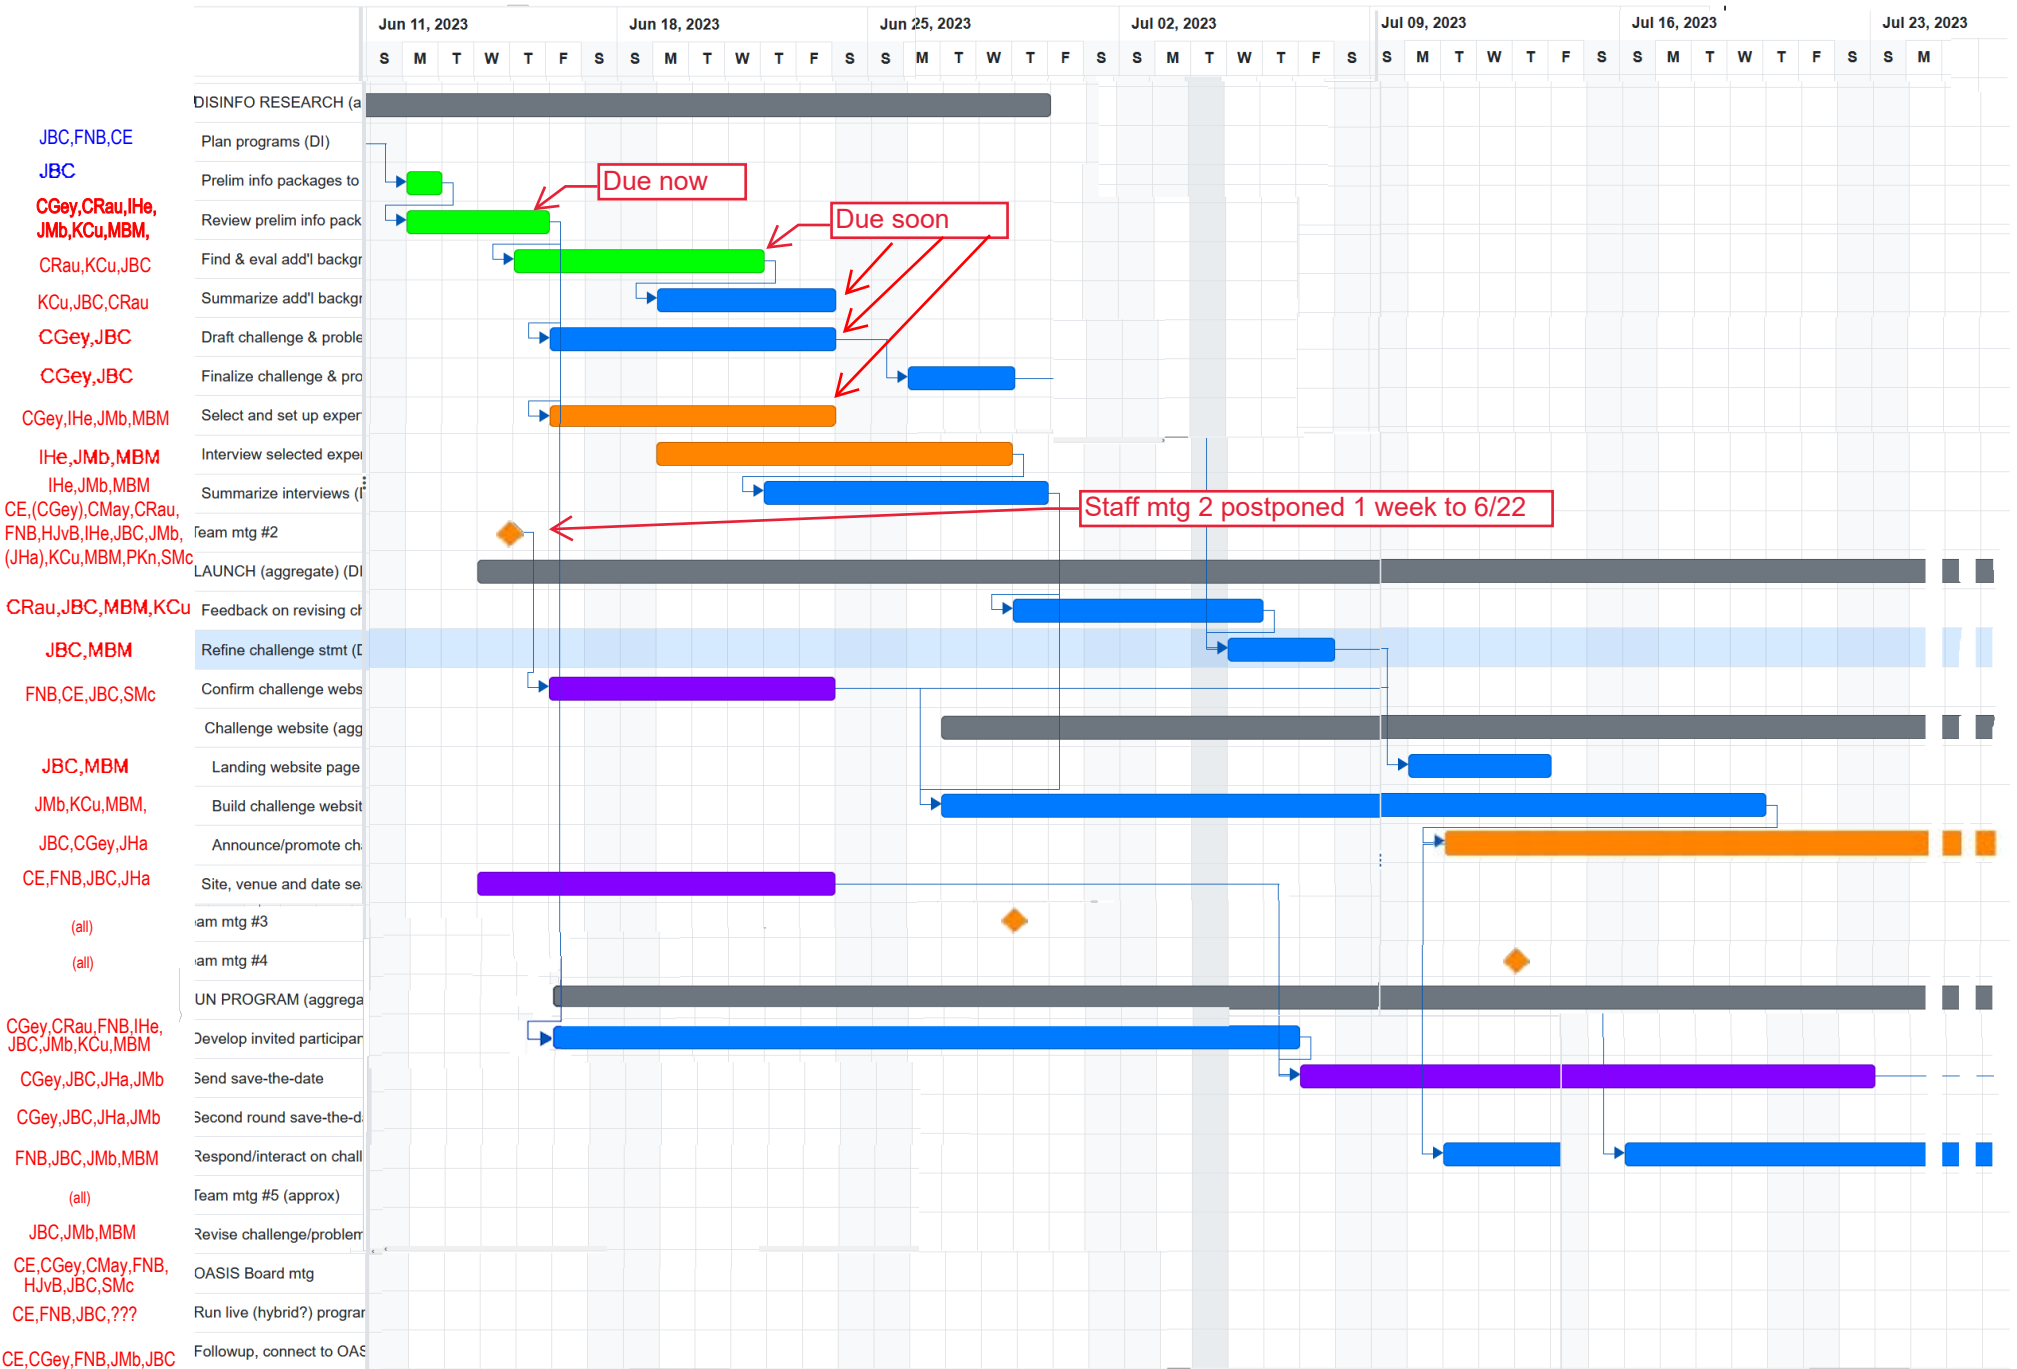 Jun 11, 2023 Jun 18, 2023 Jun 25, 2023 Jul 02, 2023 Jul 09, 2023 Jul 16, 2023 Jul 23, 2023
S M T W T F S S M T W T F S S M T W T F S S M T W T F S S M T W T F S S M T W T F S S M
DISINFO RESEARCH (a
JBC,FNB,CE
Plan programs (DI)
JBC
Prelim info packages to
Due now
CGey,CRau,IHe,
JMb,KCu,MBM,
Review prelim info pack
Due soon
CRau,KCu,JBC
Find & eval add'l backgr
KCu,JBC,CRau
Summarize add'l backgr
CGey,JBC
Draft challenge & proble
CGey,JBC
Finalize challenge & pro
CGey,IHe,JMb,MBM
Select and set up exper
IHe,JMb,MBM
Interview selected exper
IHe,JMb,MBM
Summarize interviews (I
Staff mtg 2 postponed 1 week to 6/22
CE,(CGey),CMay,CRau,
FNB,HJvB,IHe,JBC,JMb,
(JHa),KCu,MBM,PKn,SMc
Team mtg #2
LAUNCH (aggregate) (DI
CRau,JBC,MBM,KCu
Feedback on revising ch
JBC,MBM
Refine challenge stmt (D
FNB,CE,JBC,SMc
Confirm challenge webs
Challenge website (agg
JBC,MBM
Landing website page
JMb,KCu,MBM,
Build challenge websit
JBC,CGey,JHa
Announce/promote cha
CE,FNB,JBC,JHa
Site, venue and date se
(all)
eam mtg #3
(all)
eam mtg #4
UN PROGRAM (aggrega
CGey,CRau,FNB,IHe,
JBC,JMb,KCu,MBM
Develop invited participan
CGey,JBC,JHa,JMb
Send save-the-date
CGey,JBC,JHa,JMb
Second round save-the-da
FNB,JBC,JMb,MBM
Respond/interact on chall
(all)
Team mtg #5 (approx)
JBC,JMb,MBM
Revise challenge/problem
CE,CGey,CMay,FNB,
HJvB,JBC,SMc
OASIS Board mtg
CE,FNB,JBC,???
Run live (hybrid?) prograr
CE,CGey,FNB,JMb,JBC
Followup, connect to OAS